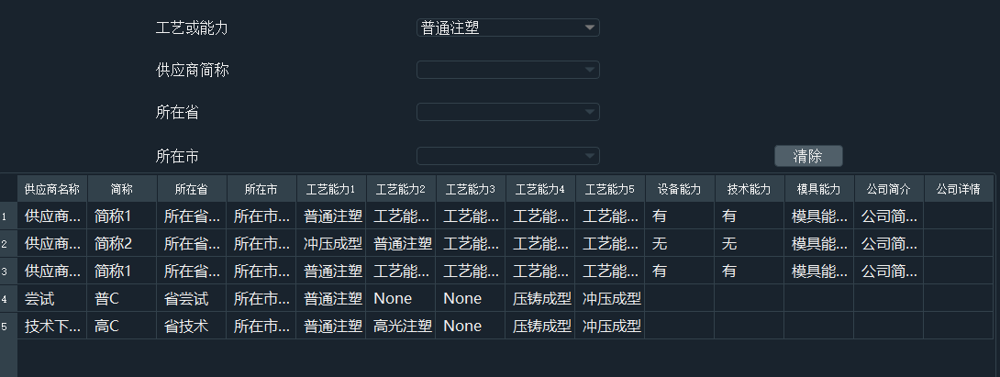 工艺或能力 普通注塑
供应商简称
所在省
所在市 清除
供应商名称 简称 所在省 所在市 工艺能力1 工艺能力2 工艺能力3 工艺能力4 工艺能力5 设备能力 技术能力 模具能力 公司简介 公司详情
1 供应商... 简称1 所在省... 所在市... 普通注塑 工艺能... 工艺能... 工艺能... 工艺能... 有 有 模具能... 公司简...
2 供应商... 简称2 所在省... 所在市... 冲压成型 普通注塑 工艺能... 工艺能... 工艺能... 无 无 模具能... 公司简...
3 供应商... 简称1 所在省... 所在市... 普通注塑 工艺能... 工艺能... 工艺能... 工艺能... 有 有 模具能... 公司简...
4 尝试 普C 省尝试 所在市... 普通注塑 None None 压铸成型 冲压成型
5 技术下... 高C 省技术 所在市... 普通注塑 高光注塑 None 压铸成型 冲压成型